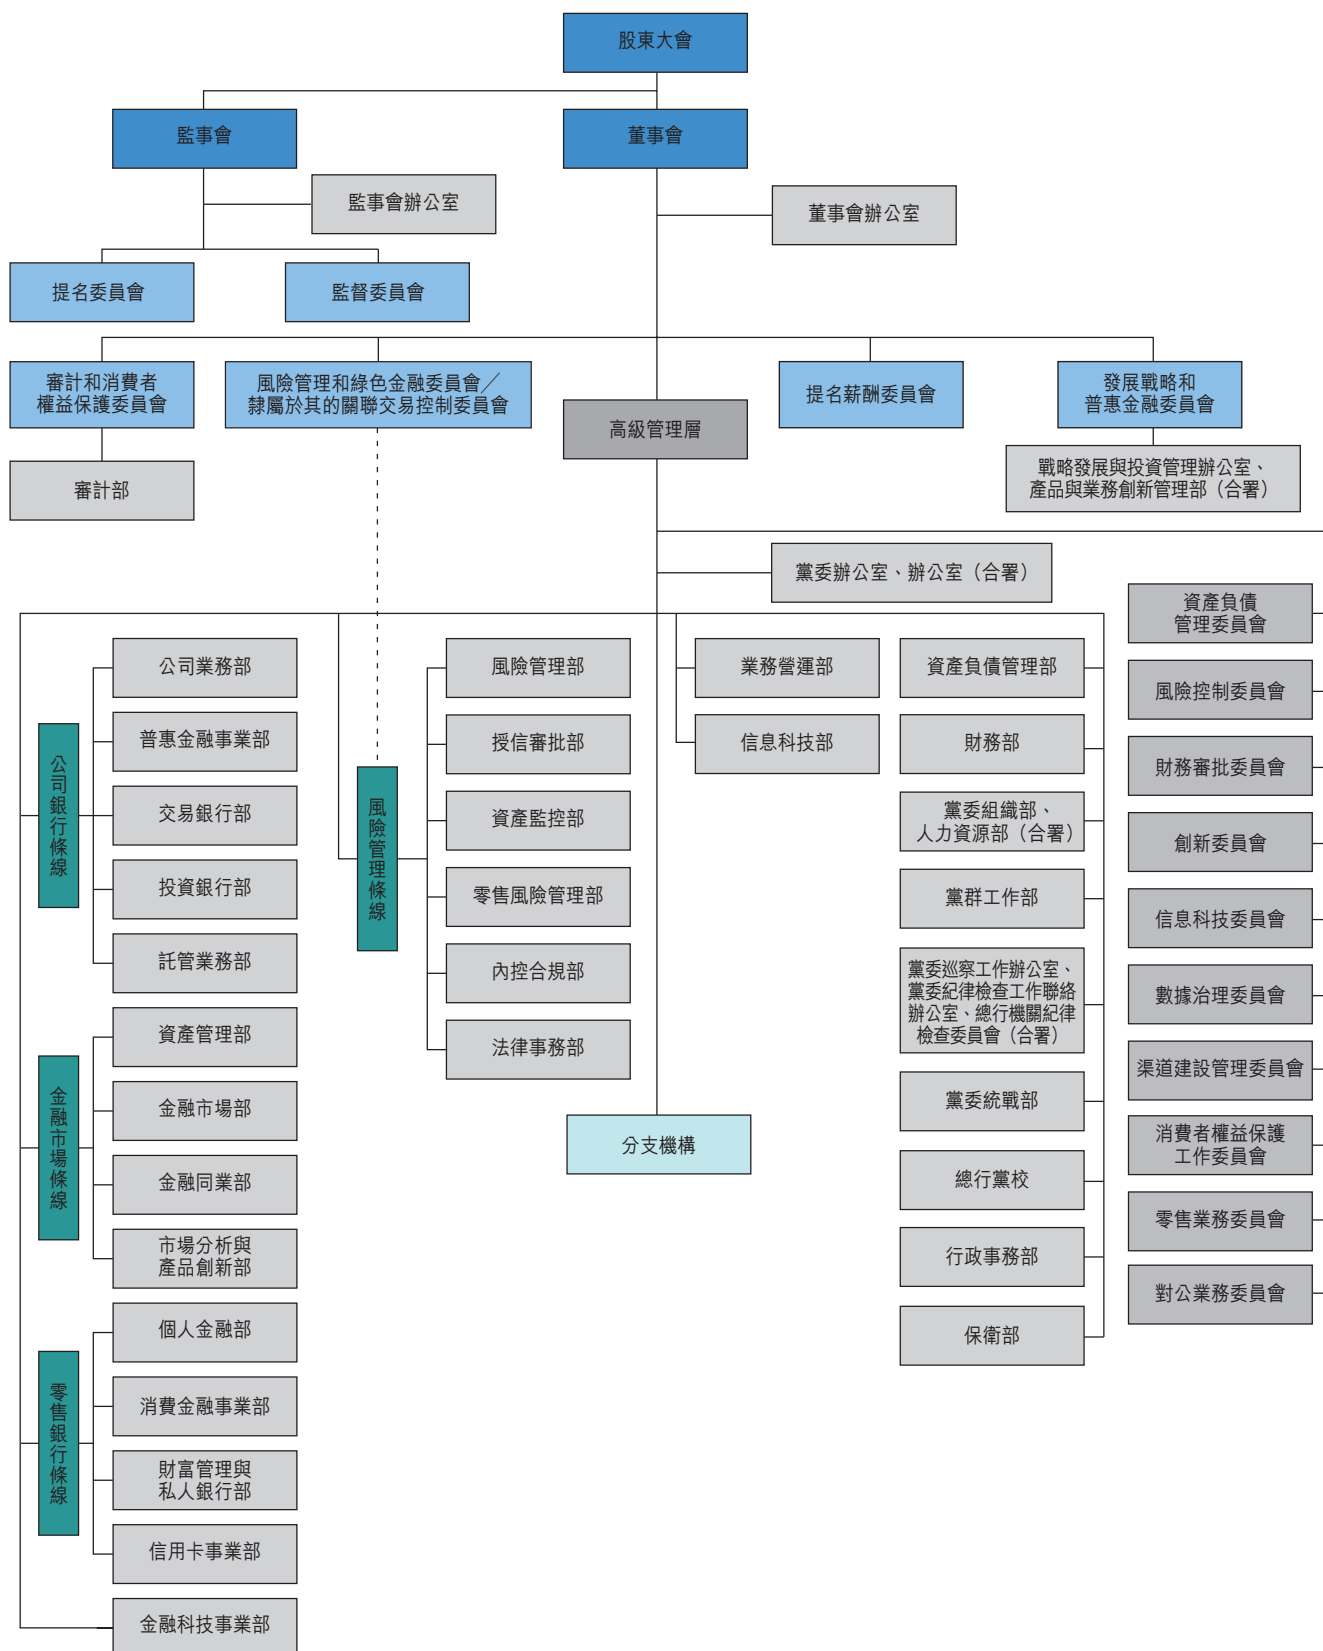 股東大會
監事會
董事會
監事會辦公室
董事會辦公室
提名委員會
監督委員會
審計和消費者
權益保護委員會
風險管理和綠色金融委員會／
隸屬於其的關聯交易控制委員會
提名薪酬委員會
發展戰略和
普惠金融委員會
高級管理層
審計部
戰略發展與投資管理辦公室、
產品與業務創新管理部（合署）
黨委辦公室、辦公室（合署）
公司銀行條線
公司業務部
普惠金融事業部
交易銀行部
投資銀行部
託管業務部
金融市場條線
資產管理部
金融市場部
金融同業部
市場分析與
產品創新部
零售銀行條線
個人金融部
消費金融事業部
財富管理與
私人銀行部
信用卡事業部
金融科技事業部
風險管理條線
風險管理部
授信審批部
資產監控部
零售風險管理部
內控合規部
法律事務部
分支機構
業務營運部
信息科技部
資產負債管理部
財務部
黨委組織部、
人力資源部（合署）
黨群工作部
黨委巡察工作辦公室、
黨委紀律檢查工作聯絡
辦公室、總行機關紀律
檢查委員會（合署）
黨委統戰部
總行黨校
行政事務部
保衛部
資產負債
管理委員會
風險控制委員會
財務審批委員會
創新委員會
信息科技委員會
數據治理委員會
渠道建設管理委員會
消費者權益保護
工作委員會
零售業務委員會
對公業務委員會